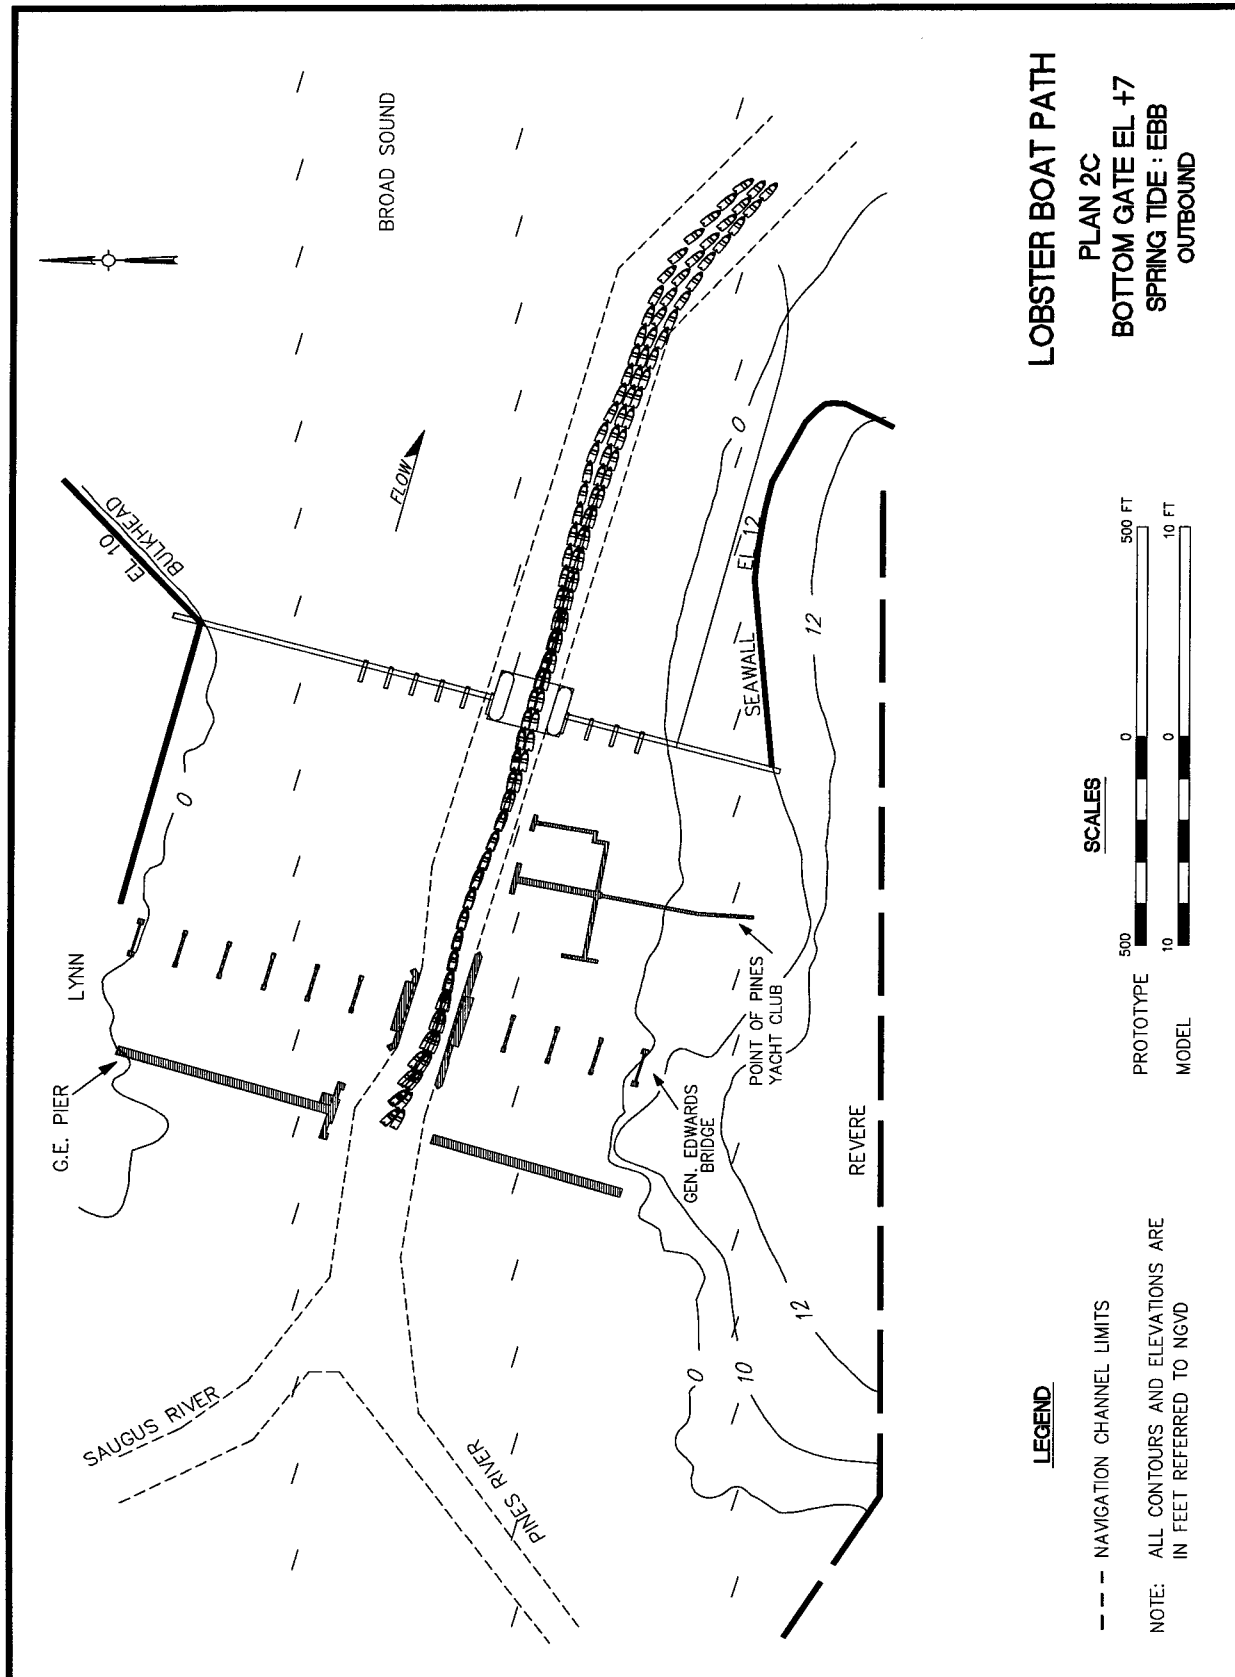 BROAD SOUND
FLOW
BULKHEAD
EL 10
LYNN
0
G.E. PIER
SAUGUS RIVER
PINES RIVER
0
SEAWALL EL 12
12
POINT OF PINES
YACHT CLUB
GEN. EDWARDS
BRIDGE
REVERE
0
10
12
LOBSTER BOAT PATH
PLAN 2C
BOTTOM GATE EL +7
SPRING TIDE : EBB
OUTBOUND
SCALES
PROTOTYPE 500 0 500 FT
MODEL 10 0 10 FT
LEGEND
--- NAVIGATION CHANNEL LIMITS
NOTE: ALL CONTOURS AND ELEVATIONS ARE
IN FEET REFERRED TO NGVD